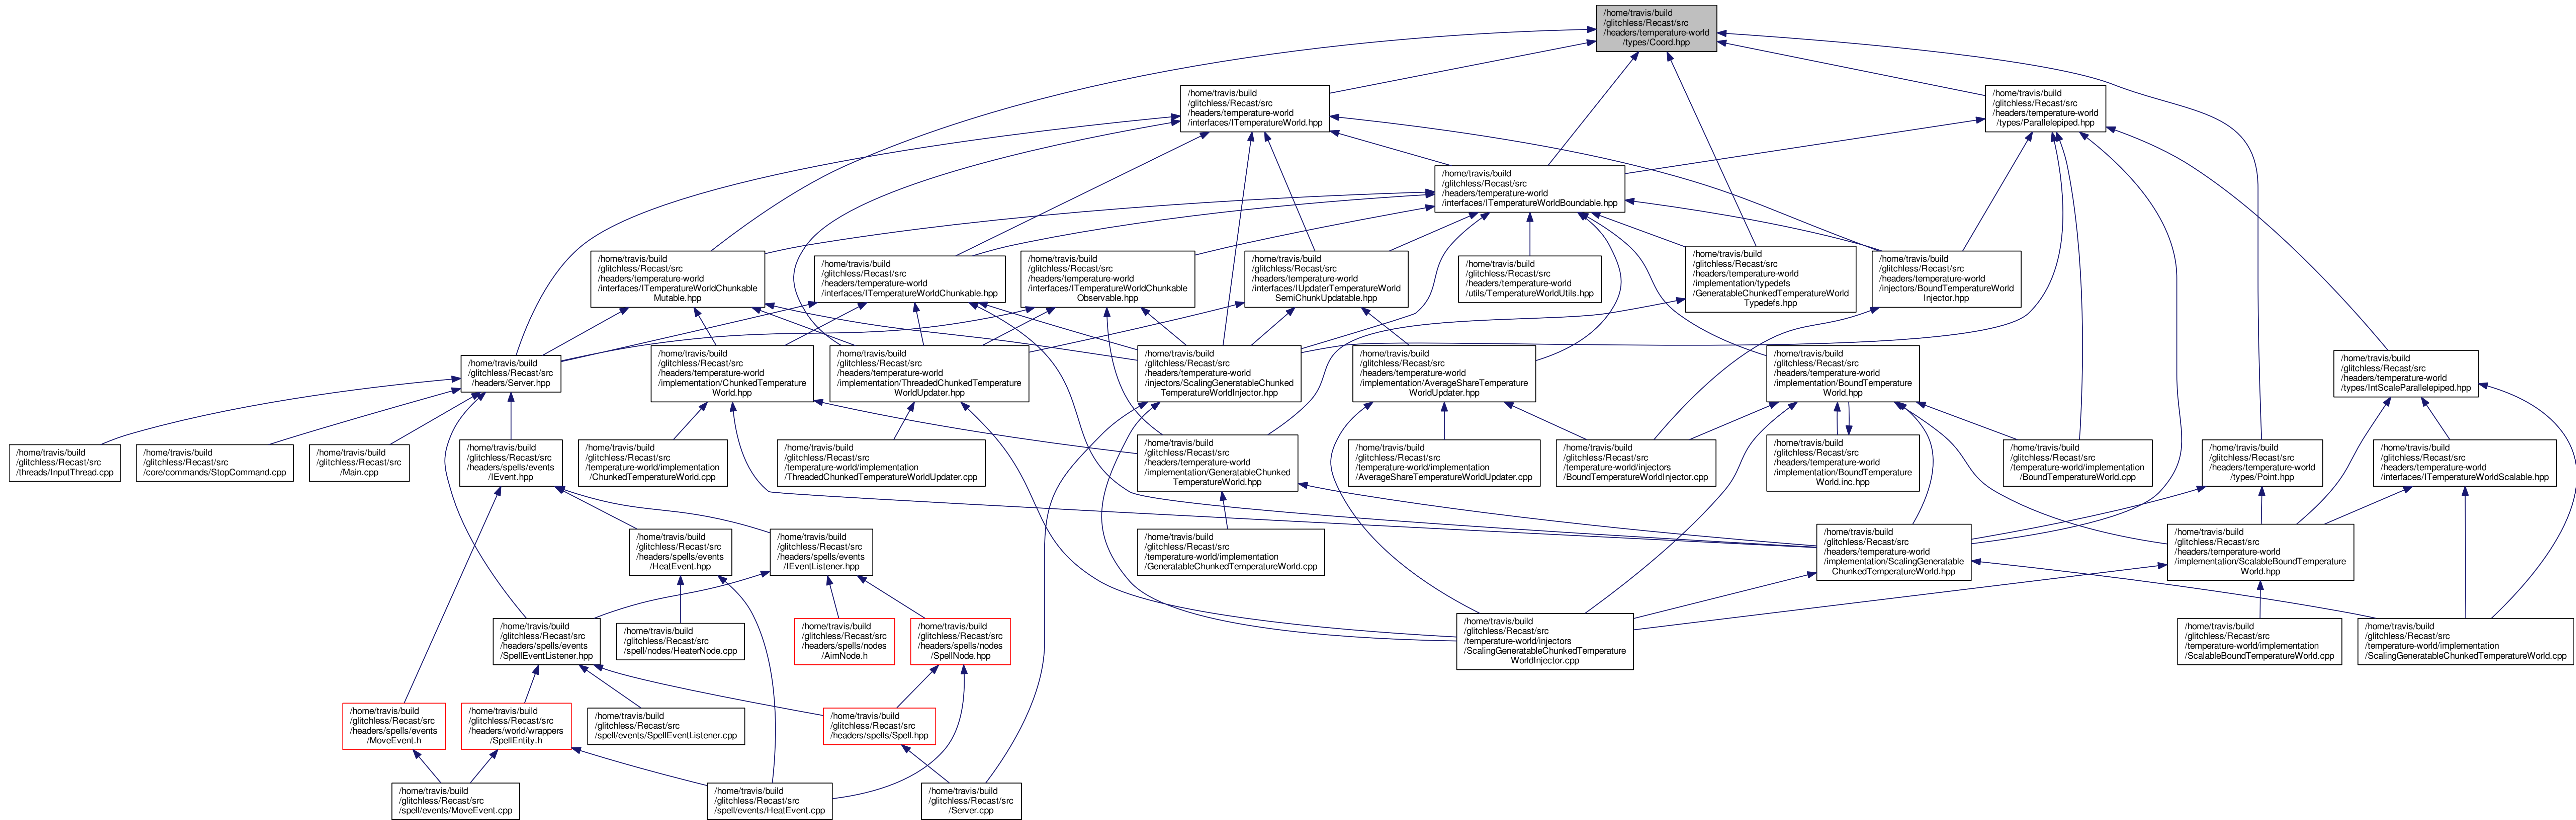 /home/travis/build
/glitchless/Recast/src
/headers/temperature-world
/types/Coord.hpp
/home/travis/build
/glitchless/Recast/src
/headers/temperature-world
/interfaces/ITemperatureWorld.hpp
/home/travis/build
/glitchless/Recast/src
/headers/temperature-world
/types/Parallelepiped.hpp
/home/travis/build
/glitchless/Recast/src
/headers/temperature-world
/interfaces/ITemperatureWorldBoundable.hpp
/home/travis/build
/glitchless/Recast/src
/headers/temperature-world
/interfaces/ITemperatureWorldChunkable
Mutable.hpp
/home/travis/build
/glitchless/Recast/src
/headers/temperature-world
/interfaces/ITemperatureWorldChunkable.hpp
/home/travis/build
/glitchless/Recast/src
/headers/temperature-world
/interfaces/ITemperatureWorldChunkable
Observable.hpp
/home/travis/build
/glitchless/Recast/src
/headers/temperature-world
/interfaces/IUpdaterTemperatureWorld
SemiChunkUpdatable.hpp
/home/travis/build
/glitchless/Recast/src
/headers/temperature-world
/utils/TemperatureWorldUtils.hpp
/home/travis/build
/glitchless/Recast/src
/headers/temperature-world
/implementation/typedefs
/GeneratableChunkedTemperatureWorld
Typedefs.hpp
/home/travis/build
/glitchless/Recast/src
/headers/temperature-world
/injectors/BoundTemperatureWorld
Injector.hpp
/home/travis/build
/glitchless/Recast/src
/headers/Server.hpp
/home/travis/build
/glitchless/Recast/src
/headers/temperature-world
/implementation/ChunkedTemperature
World.hpp
/home/travis/build
/glitchless/Recast/src
/headers/temperature-world
/implementation/ThreadedChunkedTemperature
WorldUpdater.hpp
/home/travis/build
/glitchless/Recast/src
/headers/temperature-world
/injectors/ScalingGeneratableChunked
TemperatureWorldInjector.hpp
/home/travis/build
/glitchless/Recast/src
/headers/temperature-world
/implementation/AverageShareTemperature
WorldUpdater.hpp
/home/travis/build
/glitchless/Recast/src
/headers/temperature-world
/implementation/BoundTemperature
World.hpp
/home/travis/build
/glitchless/Recast/src
/headers/temperature-world
/types/IntScaleParallelepiped.hpp
/home/travis/build
/glitchless/Recast/src
/threads/InputThread.cpp
/home/travis/build
/glitchless/Recast/src
/core/commands/StopCommand.cpp
/home/travis/build
/glitchless/Recast/src
/Main.cpp
/home/travis/build
/glitchless/Recast/src
/headers/spells/events
/IEvent.hpp
/home/travis/build
/glitchless/Recast/src
/temperature-world/implementation
/ChunkedTemperatureWorld.cpp
/home/travis/build
/glitchless/Recast/src
/temperature-world/implementation
/ThreadedChunkedTemperatureWorldUpdater.cpp
/home/travis/build
/glitchless/Recast/src
/headers/temperature-world
/implementation/GeneratableChunked
TemperatureWorld.hpp
/home/travis/build
/glitchless/Recast/src
/temperature-world/implementation
/AverageShareTemperatureWorldUpdater.cpp
/home/travis/build
/glitchless/Recast/src
/temperature-world/injectors
/BoundTemperatureWorldInjector.cpp
/home/travis/build
/glitchless/Recast/src
/headers/temperature-world
/implementation/BoundTemperature
World.inc.hpp
/home/travis/build
/glitchless/Recast/src
/temperature-world/implementation
/BoundTemperatureWorld.cpp
/home/travis/build
/glitchless/Recast/src
/headers/temperature-world
/types/Point.hpp
/home/travis/build
/glitchless/Recast/src
/headers/temperature-world
/interfaces/ITemperatureWorldScalable.hpp
/home/travis/build
/glitchless/Recast/src
/headers/spells/events
/HeatEvent.hpp
/home/travis/build
/glitchless/Recast/src
/headers/spells/events
/IEventListener.hpp
/home/travis/build
/glitchless/Recast/src
/temperature-world/implementation
/GeneratableChunkedTemperatureWorld.cpp
/home/travis/build
/glitchless/Recast/src
/headers/temperature-world
/implementation/ScalingGeneratable
ChunkedTemperatureWorld.hpp
/home/travis/build
/glitchless/Recast/src
/headers/temperature-world
/implementation/ScalableBoundTemperature
World.hpp
/home/travis/build
/glitchless/Recast/src
/headers/spells/events
/SpellEventListener.hpp
/home/travis/build
/glitchless/Recast/src
/spell/nodes/HeaterNode.cpp
/home/travis/build
/glitchless/Recast/src
/headers/spells/nodes
/AimNode.h
/home/travis/build
/glitchless/Recast/src
/headers/spells/nodes
/SpellNode.hpp
/home/travis/build
/glitchless/Recast/src
/temperature-world/injectors
/ScalingGeneratableChunkedTemperature
WorldInjector.cpp
/home/travis/build
/glitchless/Recast/src
/temperature-world/implementation
/ScalableBoundTemperatureWorld.cpp
/home/travis/build
/glitchless/Recast/src
/temperature-world/implementation
/ScalingGeneratableChunkedTemperatureWorld.cpp
/home/travis/build
/glitchless/Recast/src
/headers/spells/events
/MoveEvent.h
/home/travis/build
/glitchless/Recast/src
/headers/world/wrappers
/SpellEntity.h
/home/travis/build
/glitchless/Recast/src
/spell/events/SpellEventListener.cpp
/home/travis/build
/glitchless/Recast/src
/headers/spells/Spell.hpp
/home/travis/build
/glitchless/Recast/src
/spell/events/MoveEvent.cpp
/home/travis/build
/glitchless/Recast/src
/spell/events/HeatEvent.cpp
/home/travis/build
/glitchless/Recast/src
/Server.cpp